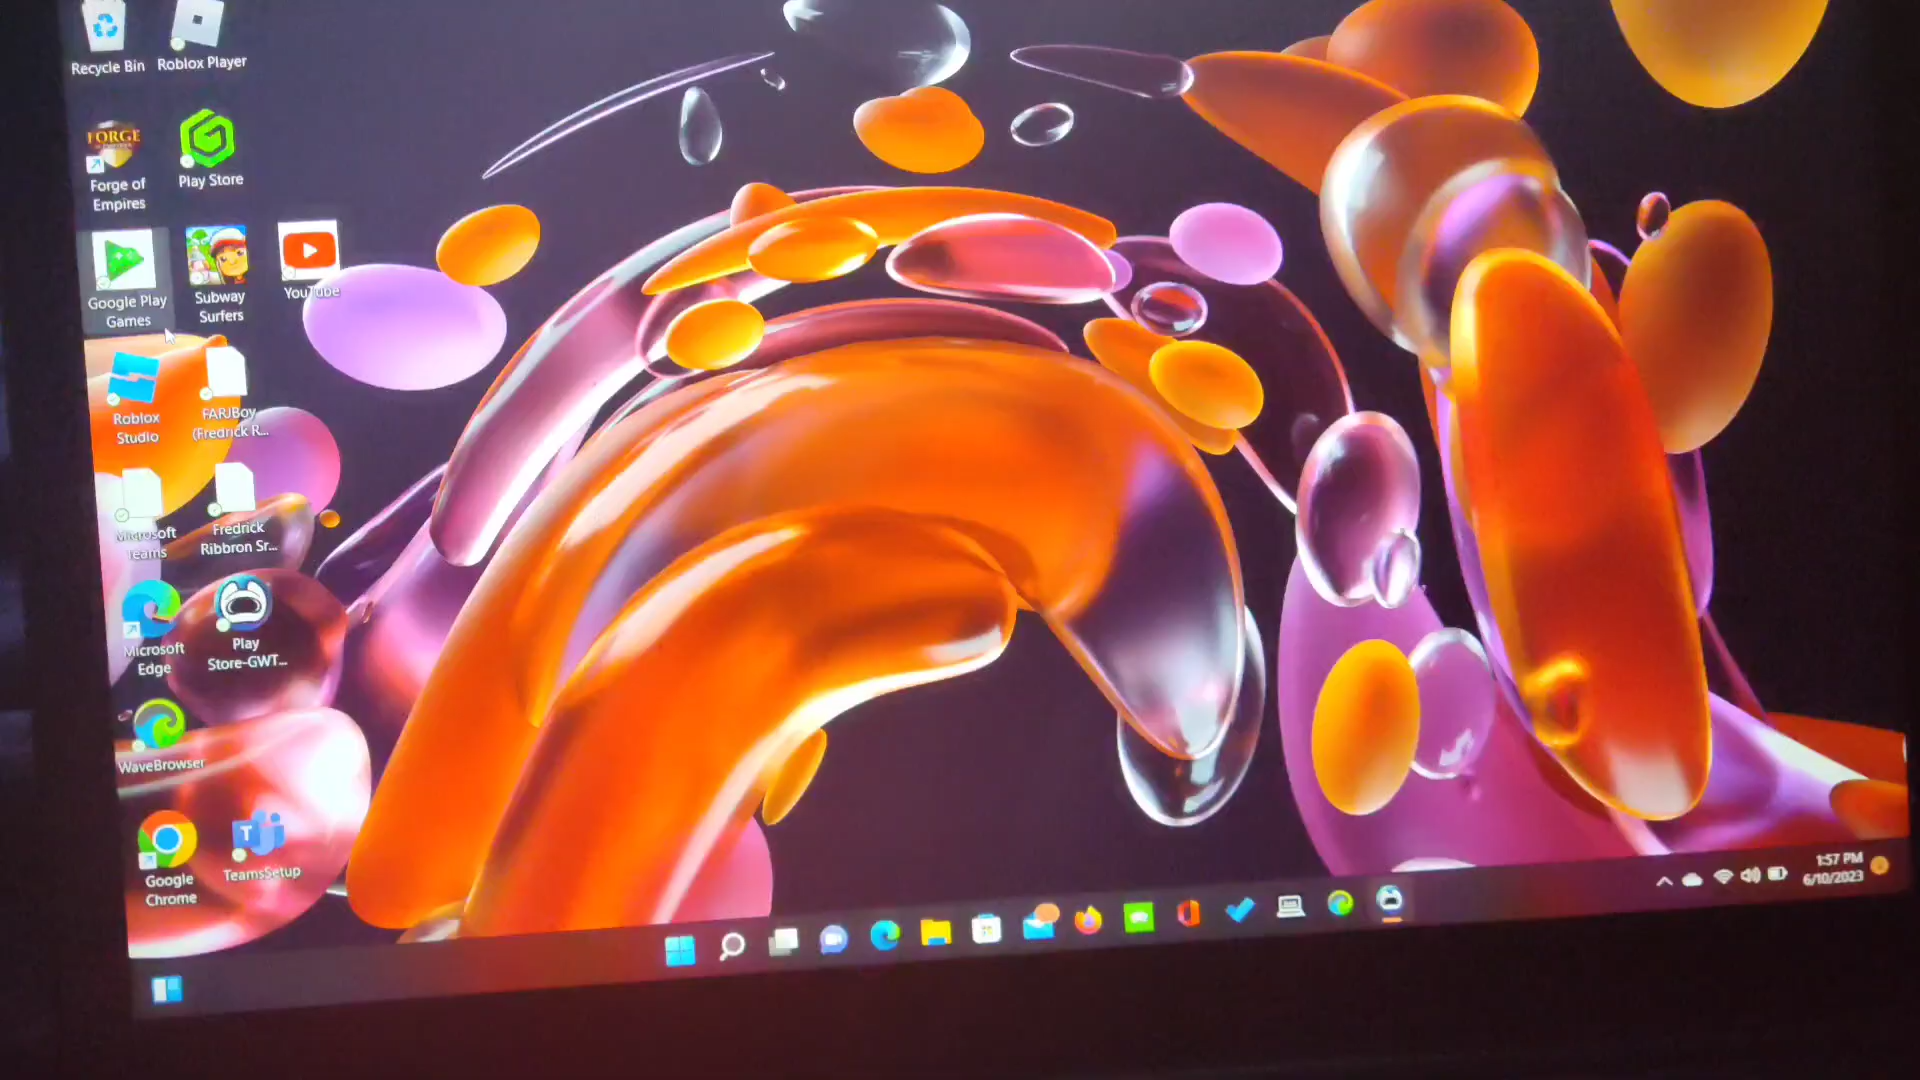 Recycle Bin
Roblox Player
FORGE
Forge of
Empires
Play Store
Google Play
Games
Subway
Surfers
YouTube
Roblox
Studio
FARJBoy
(Fredrick R...
Microsoft
Teams
Fredrick
Ribbron Sr...
Microsoft
Edge
Play
Store-GWT...
WaveBrowser
Google
Chrome
T
TeamsSetup
1:57 PM
6/10/2023